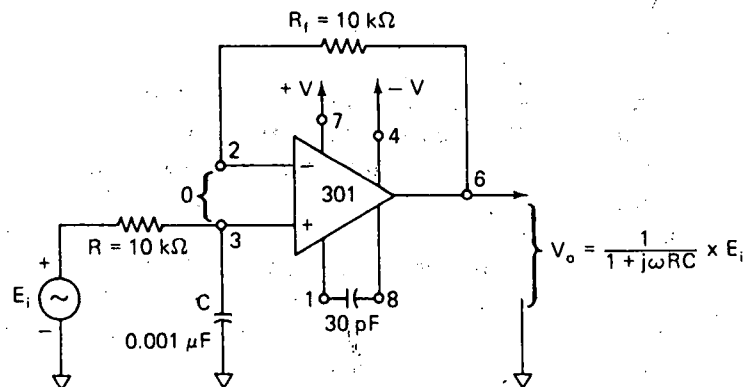 R_f = 10 kΩ
+ V
− V
7
4
2
−
0
301
6
+
3
R = 10 kΩ
V_o = 1 / (1 + jωRC) x E_i
+
E_i
−
C
0.001 μF
1
8
30 pF